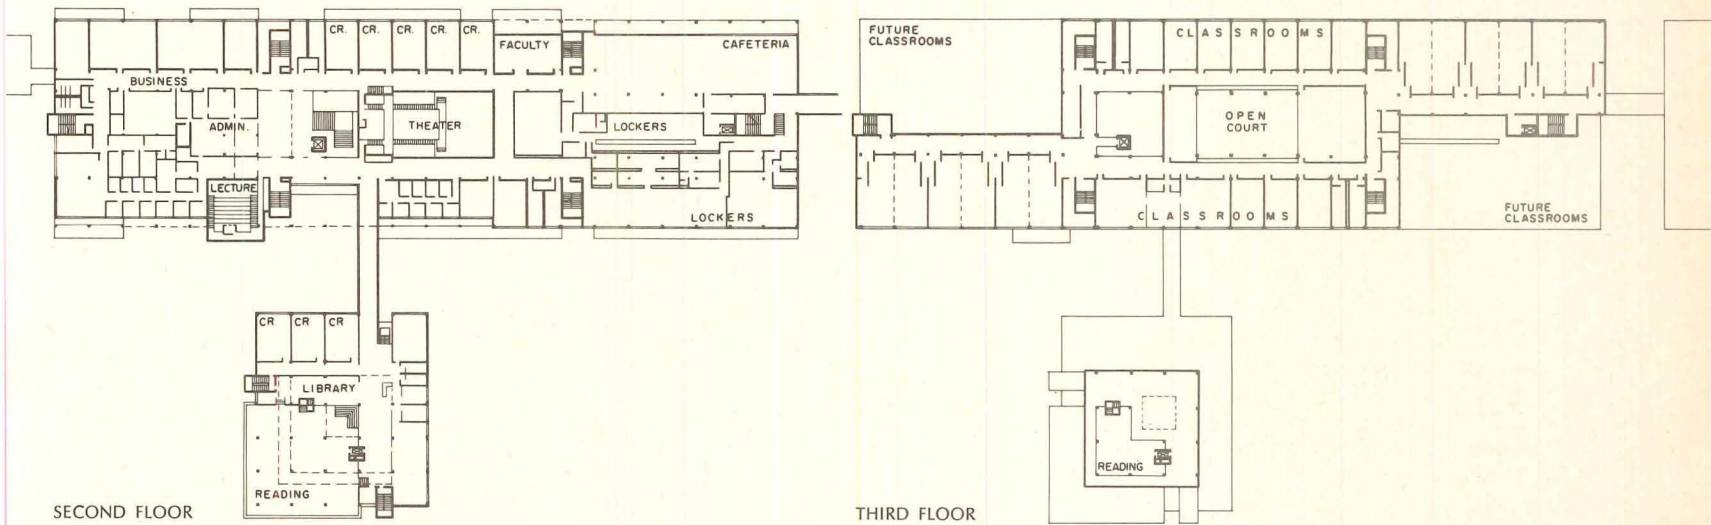 CR. CR. CR. CR. CR.
FACULTY
CAFETERIA
BUSINESS
ADMIN.
THEATER
LOCKERS
LECTURE
LOCKERS
CR CR CR
LIBRARY
READING
SECOND FLOOR
FUTURE
CLASSROOMS
CLASSROOMS
OPEN
COURT
CLASSROOMS
FUTURE
CLASSROOMS
READING
THIRD FLOOR